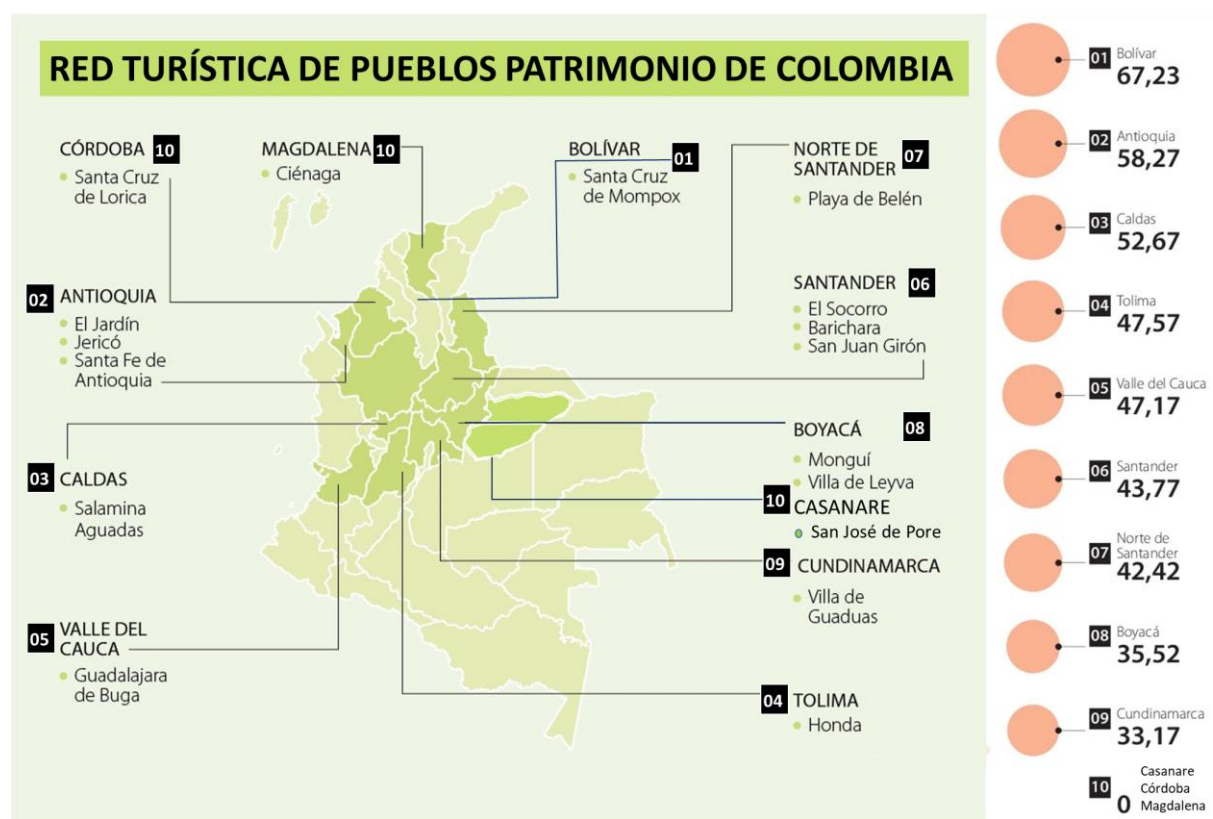 RED TURÍSTICA DE PUEBLOS PATRIMONIO DE COLOMBIA
CÓRDOBA 10
Santa Cruz
de Lorica
MAGDALENA 10
Ciénaga
BOLÍVAR 01
Santa Cruz
de Mompox
NORTE DE
SANTANDER 07
Playa de Belén
02 ANTIOQUIA
El Jardín
Jericó
Santa Fe de
Antioquia
SANTANDER 06
El Socorro
Barichara
San Juan Girón
BOYACÁ 08
Monguí
Villa de Leyva
03 CALDAS
Salamina
Aguadas
10 CASANARE
San José de Pore
09 CUNDINAMARCA
Villa de
Guaduas
05 VALLE DEL
CAUCA
Guadalajara
de Buga
04 TOLIMA
Honda
01 Bolívar
67,23
02 Antioquia
58,27
03 Caldas
52,67
04 Tolima
47,57
05 Valle del Cauca
47,17
06 Santander
43,77
07 Norte de
Santander
42,42
08 Boyacá
35,52
09 Cundinamarca
33,17
10 Casanare
Córdoba
0 Magdalena